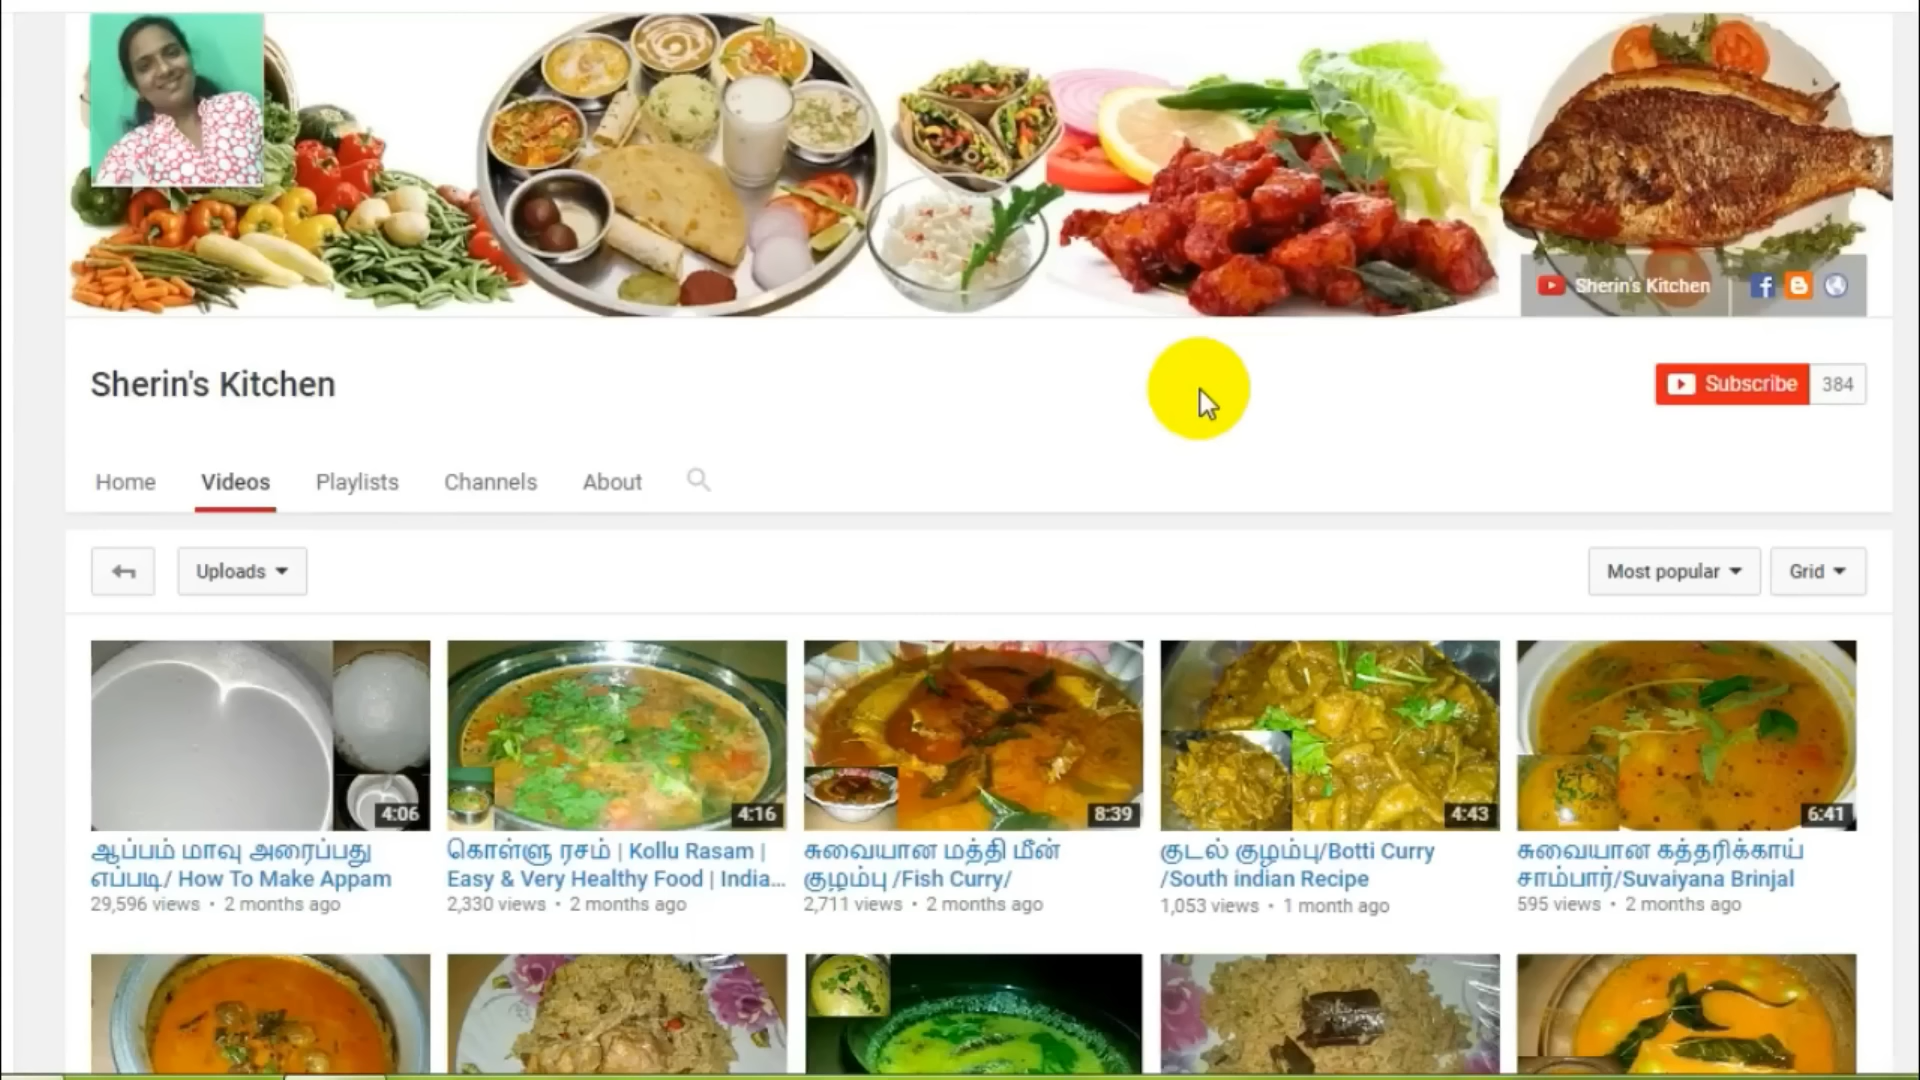 Sherin's Kitchen
Sherin's Kitchen
Subscribe 384
Home Videos Playlists Channels About
Uploads Most popular Grid
4:06
4:16
8:39
4:43
6:41
ஆப்பம் மாவு அரைப்பது
எப்படி/ How To Make Appam
29,596 views • 2 months ago
கொள்ளு ரசம் | Kollu Rasam |
Easy & Very Healthy Food | India...
2,330 views • 2 months ago
சுவையான மத்தி மீன்
குழம்பு /Fish Curry/
2,711 views • 2 months ago
குடல் குழம்பு/Botti Curry
/South indian Recipe
1,053 views • 1 month ago
சுவையான கத்தரிக்காய்
சாம்பார்/Suvaiyana Brinjal
595 views • 2 months ago